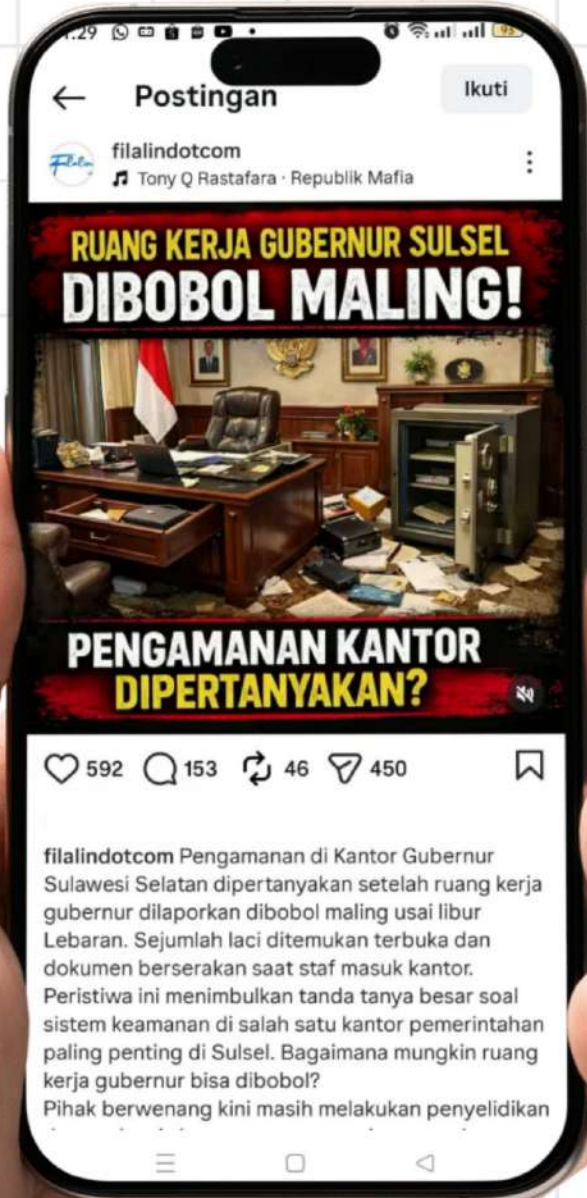 1.29
Postingan
Ikuti
filalindotcom
Tony Q Rastafara · Republik Mafia
RUANG KERJA GUBERNUR SULSEL
DIBOBOL MALING!
PENGAMANAN KANTOR
DIPERTANYAKAN?
592 153 46 450
filalindotcom Pengamanan di Kantor Gubernur
Sulawesi Selatan dipertanyakan setelah ruang kerja
gubernur dilaporkan dibobol maling usai libur
Lebaran. Sejumlah laci ditemukan terbuka dan
dokumen berserakan saat staf masuk kantor.
Peristiwa ini menimbulkan tanda tanya besar soal
sistem keamanan di salah satu kantor pemerintahan
paling penting di Sulsel. Bagaimana mungkin ruang
kerja gubernur bisa dibobol?
Pihak berwenang kini masih melakukan penyelidikan